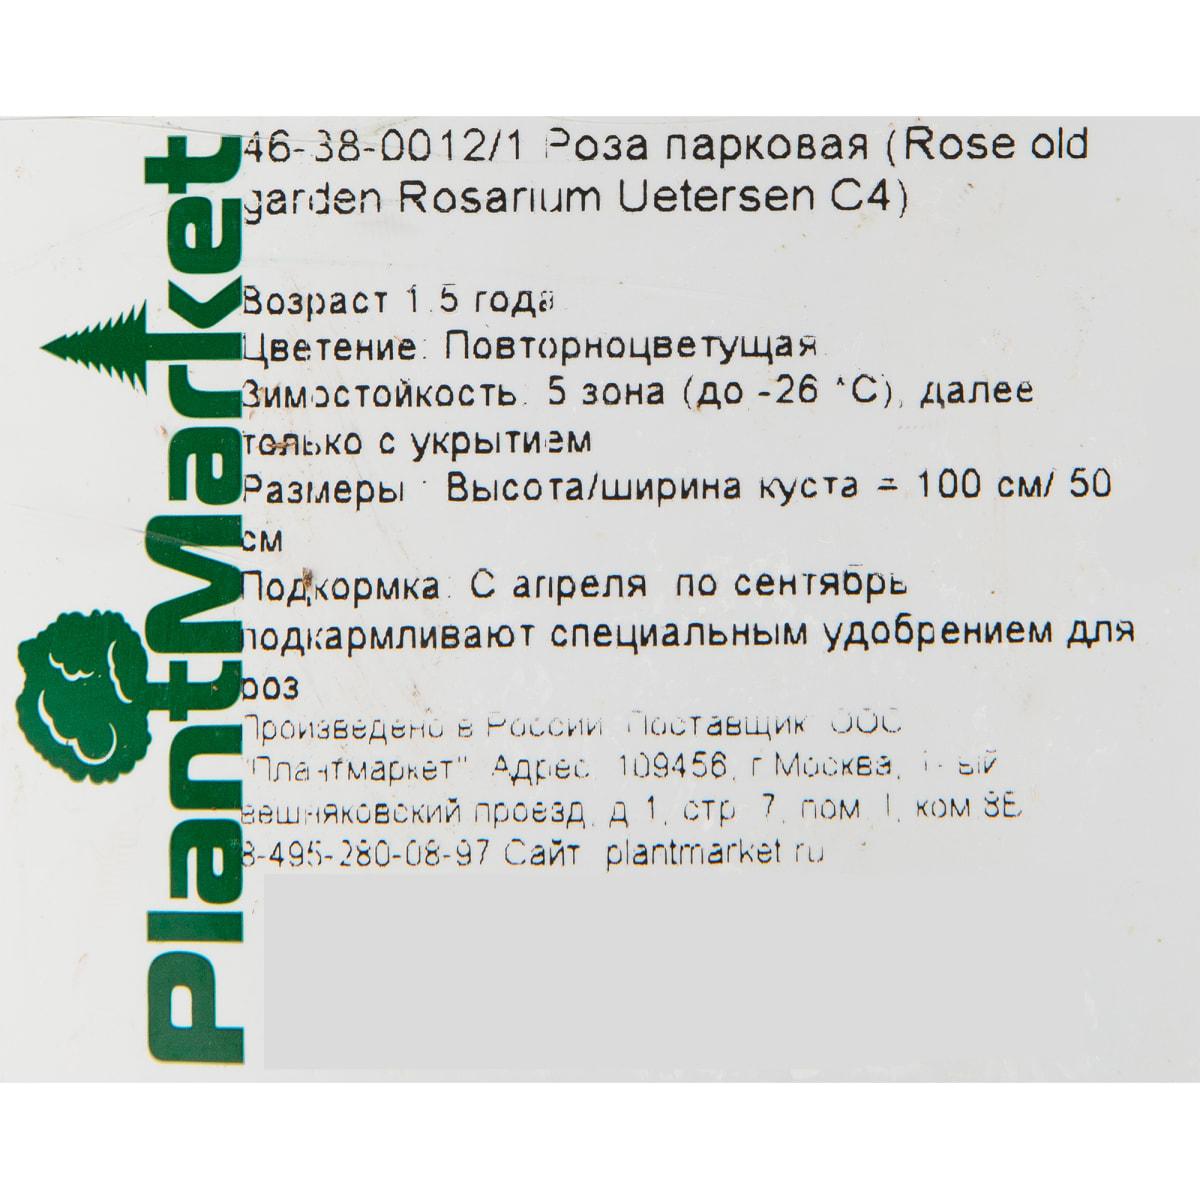 PlantMarket
46-38-0012/1 Роза парковая (Rose old
garden Rosarium Uetersen C4)
Возраст 1.5 года.
Цветение: Повторноцветущая.
Зимостойкость: 5 зона (до -26 °C), далее
только с укрытием
Размеры : Высота/ширина куста = 100 см/ 50
см
Подкормка: С апреля по сентябрь
подкармливают специальным удобрением для
роз
Произведено в России. Поставщик: ООО
"Плантмаркет". Адрес: 109456, г.Москва, 1-ый
вешняковский проезд, д.1, стр. 7, пом. I, ком
8-495-280-08-97 Сайт: plantmarket.ru